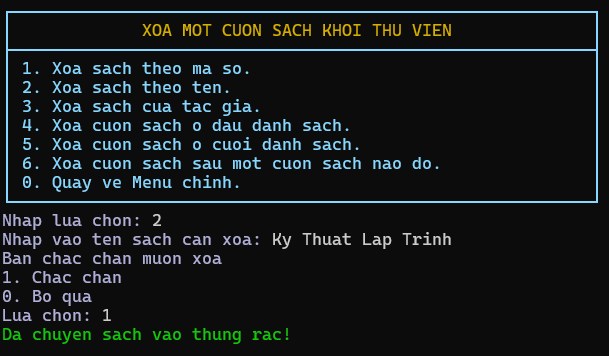 XOA MOT CUON SACH KHOI THU VIEN
1. Xoa sach theo ma so.
2. Xoa sach theo ten.
3. Xoa sach cua tac gia.
4. Xoa cuon sach o dau danh sach.
5. Xoa cuon sach o cuoi danh sach.
6. Xoa cuon sach sau mot cuon sach nao do.
0. Quay ve Menu chinh.
Nhap lua chon: 2
Nhap vao ten sach can xoa: Ky Thuat Lap Trinh
Ban chac chan muon xoa
1. Chac chan
0. Bo qua
Lua chon: 1
Da chuyen sach vao thung rac!